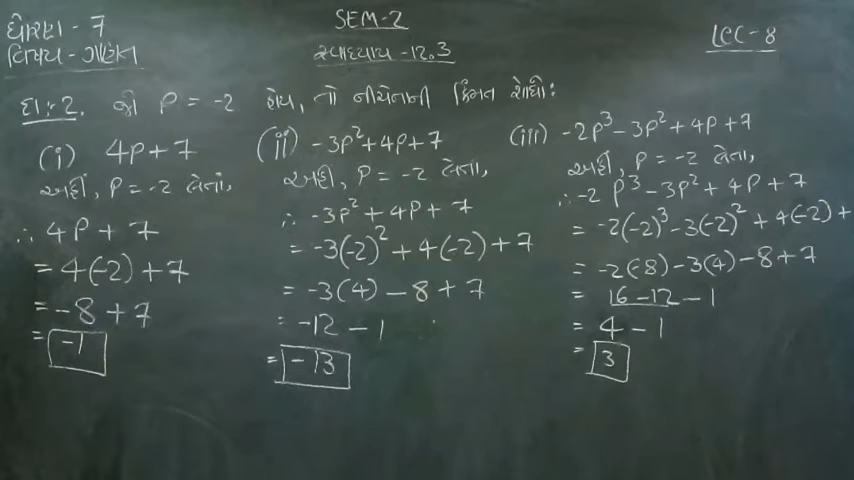 ધોરણ - 7
વિષય - ગણિત
SEM-2
સ્વાધ્યાય - 12.3
LEC - 8
દા:2. જો P = -2 હોય, તો નીચેનાની કિંમત શોધો:
(i) 4P + 7
અહીં, P = -2 લેતાં,
∴ 4P + 7
= 4(-2) + 7
= -8 + 7
= -1
(ii) -3P² + 4P + 7
અહીં, P = -2 લેતા,
∴ -3P² + 4P + 7
= -3(-2)² + 4(-2) + 7
= -3(4) - 8 + 7
= -12 - 1
= -13
(iii) -2P³ - 3P² + 4P + 7
અહીં, P = -2 લેતા,
∴ -2 P³ - 3P² + 4P + 7
= -2(-2)³ - 3(-2)² + 4(-2) +
= -2(-8) - 3(4) - 8 + 7
= 16 - 12 - 1
= 4 - 1
= 3